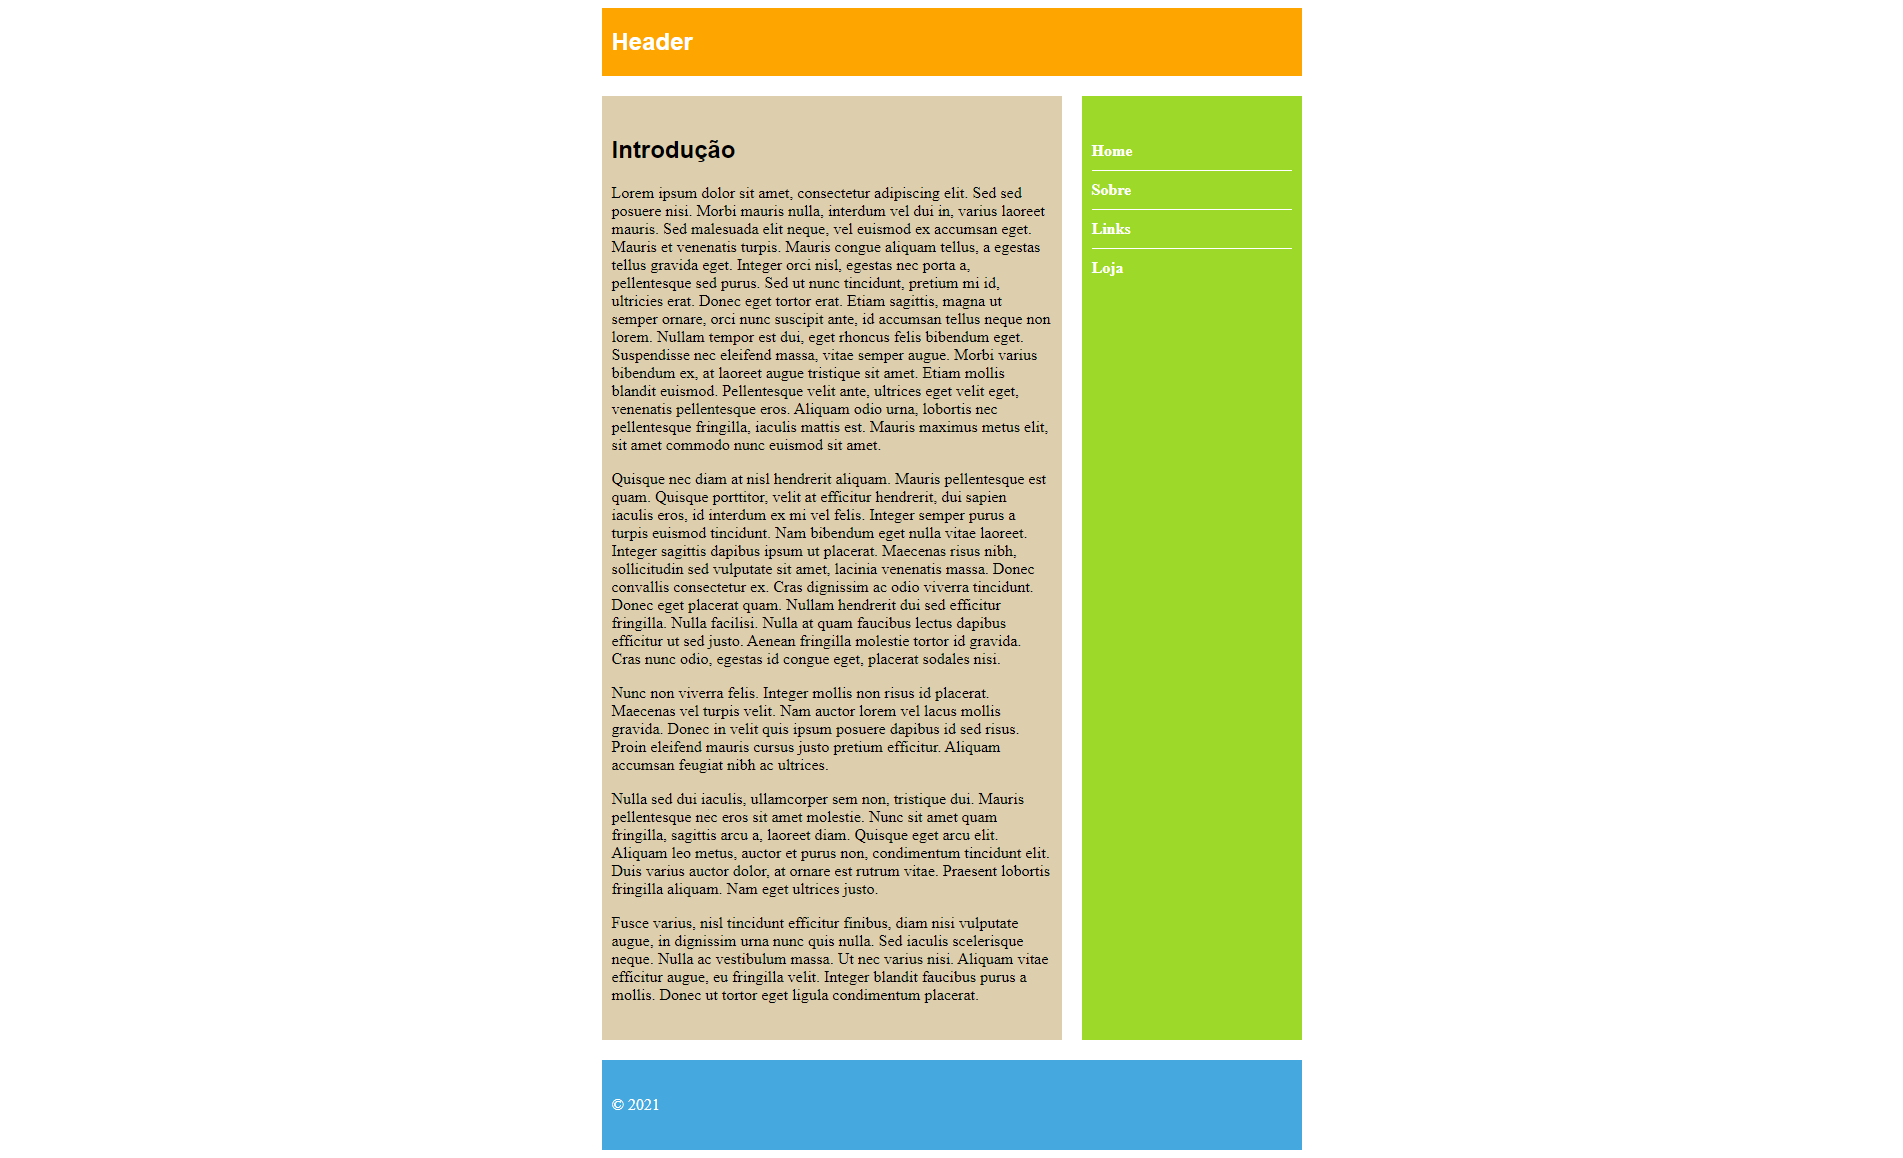 Header
Introdução
Lorem ipsum dolor sit amet, consectetur adipiscing elit. Sed sed
posuere nisi. Morbi mauris nulla, interdum vel dui in, varius laoreet
mauris. Sed malesuada elit neque, vel euismod ex accumsan eget.
Mauris et venenatis turpis. Mauris congue aliquam tellus, a egestas
tellus gravida eget. Integer orci nisl, egestas nec porta a,
pellentesque sed purus. Sed ut nunc tincidunt, pretium mi id,
ultricies erat. Donec eget tortor erat. Etiam sagittis, magna ut
semper ornare, orci nunc suscipit ante, id accumsan tellus neque non
lorem. Nullam tempor est dui, eget rhoncus felis bibendum eget.
Suspendisse nec eleifend massa, vitae semper augue. Morbi varius
bibendum ex, at laoreet augue tristique sit amet. Etiam mollis
blandit euismod. Pellentesque velit ante, ultrices eget velit eget,
venenatis pellentesque eros. Aliquam odio urna, lobortis nec
pellentesque fringilla, iaculis mattis est. Mauris maximus metus elit,
sit amet commodo nunc euismod sit amet.
Quisque nec diam at nisl hendrerit aliquam. Mauris pellentesque est
quam. Quisque porttitor, velit at efficitur hendrerit, dui sapien
iaculis eros, id interdum ex mi vel felis. Integer semper purus a
turpis euismod tincidunt. Nam bibendum eget nulla vitae laoreet.
Integer sagittis dapibus ipsum ut placerat. Maecenas risus nibh,
sollicitudin sed vulputate sit amet, lacinia venenatis massa. Donec
convallis consectetur ex. Cras dignissim ac odio viverra tincidunt.
Donec eget placerat quam. Nullam hendrerit dui sed efficitur
fringilla. Nulla facilisi. Nulla at quam faucibus lectus dapibus
efficitur ut sed justo. Aenean fringilla molestie tortor id gravida.
Cras nunc odio, egestas id congue eget, placerat sodales nisi.
Nunc non viverra felis. Integer mollis non risus id placerat.
Maecenas vel turpis velit. Nam auctor lorem vel lacus mollis
gravida. Donec in velit quis ipsum posuere dapibus id sed risus.
Proin eleifend mauris cursus justo pretium efficitur. Aliquam
accumsan feugiat nibh ac ultrices.
Nulla sed dui iaculis, ullamcorper sem non, tristique dui. Mauris
pellentesque nec eros sit amet molestie. Nunc sit amet quam
fringilla, sagittis arcu a, laoreet diam. Quisque eget arcu elit.
Aliquam leo metus, auctor et purus non, condimentum tincidunt elit.
Duis varius auctor dolor, at ornare est rutrum vitae. Praesent lobortis
fringilla aliquam. Nam eget ultrices justo.
Fusce varius, nisl tincidunt efficitur finibus, diam nisi vulputate
augue, in dignissim urna nunc quis nulla. Sed iaculis scelerisque
neque. Nulla ac vestibulum massa. Ut nec varius nisi. Aliquam vitae
efficitur augue, eu fringilla velit. Integer blandit faucibus purus a
mollis. Donec ut tortor eget ligula condimentum placerat.
Home
Sobre
Links
Loja
© 2021